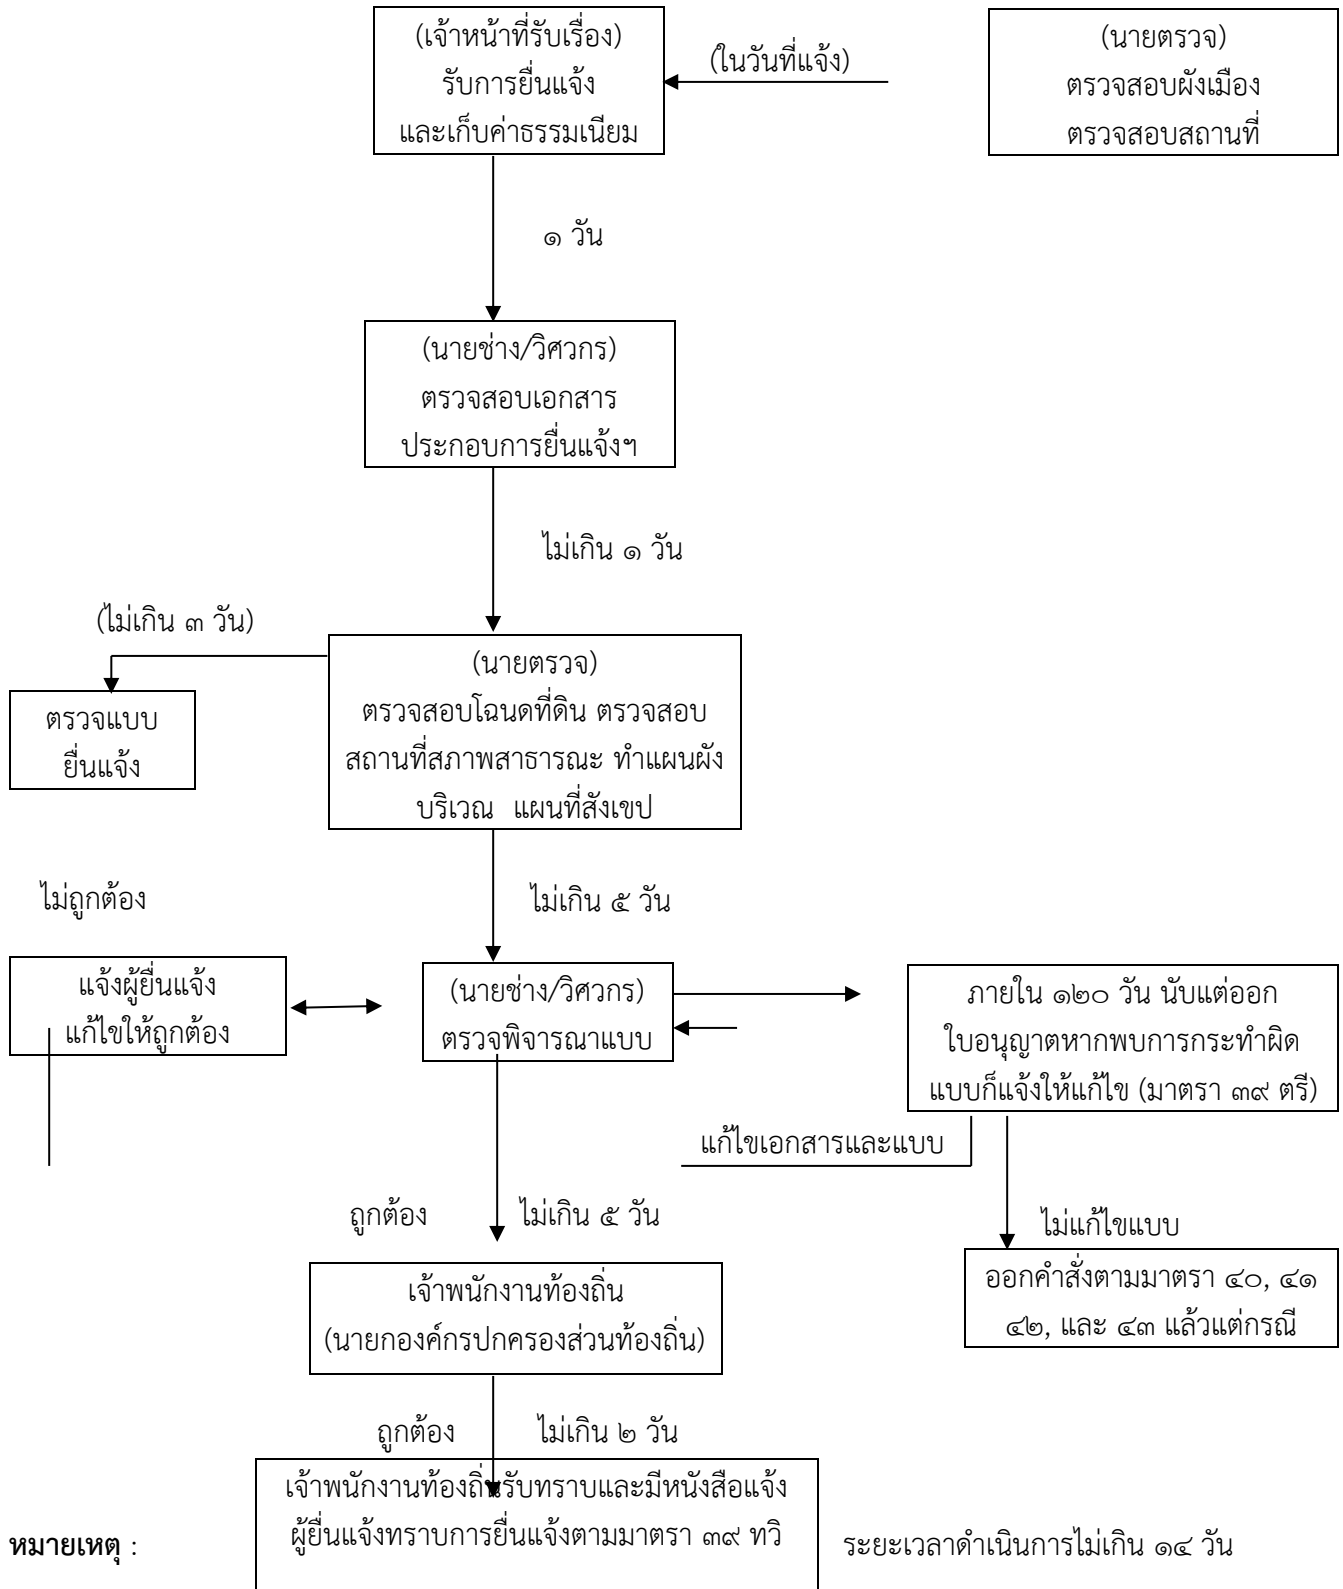 (เจ้าหน้าที่รับเรื่อง)
รับการยื่นแจ้ง
และเก็บค่าธรรมเนียม
(ในวันที่แจ้ง)
(นายตรวจ)
ตรวจสอบผังเมือง
ตรวจสอบสถานที่
๑ วัน
(นายช่าง/วิศวกร)
ตรวจสอบเอกสาร
ประกอบการยื่นแจ้งฯ
ไม่เกิน ๑ วัน
(ไม่เกิน ๓ วัน)
(นายตรวจ)
ตรวจสอบโฉนดที่ดิน ตรวจสอบ
สถานที่สภาพสาธารณะ ทำแผนผัง
บริเวณ แผนที่สังเขป
ตรวจแบบ
ยื่นแจ้ง
ไม่ถูกต้อง
ไม่เกิน ๕ วัน
แจ้งผู้ยื่นแจ้ง
แก้ไขให้ถูกต้อง
(นายช่าง/วิศวกร)
ตรวจพิจารณาแบบ
ภายใน ๑๒๐ วัน นับแต่ออก
ใบอนุญาตหากพบการกระทำผิด
แบบก็แจ้งให้แก้ไข (มาตรา ๓๙ ตรี)
แก้ไขเอกสารและแบบ
ถูกต้อง
ไม่เกิน ๕ วัน
ไม่แก้ไขแบบ
ออกคำสั่งตามมาตรา ๔๐, ๔๑
๔๒, และ ๔๓ แล้วแต่กรณี
เจ้าพนักงานท้องถิ่น
(นายกองค์กรปกครองส่วนท้องถิ่น)
ถูกต้อง
ไม่เกิน ๒ วัน
เจ้าพนักงานท้องถิ่นรับทราบและมีหนังสือแจ้ง
ผู้ยื่นแจ้งทราบการยื่นแจ้งตามมาตรา ๓๙ ทวิ
หมายเหตุ :
ระยะเวลาดำเนินการไม่เกิน ๑๔ วัน